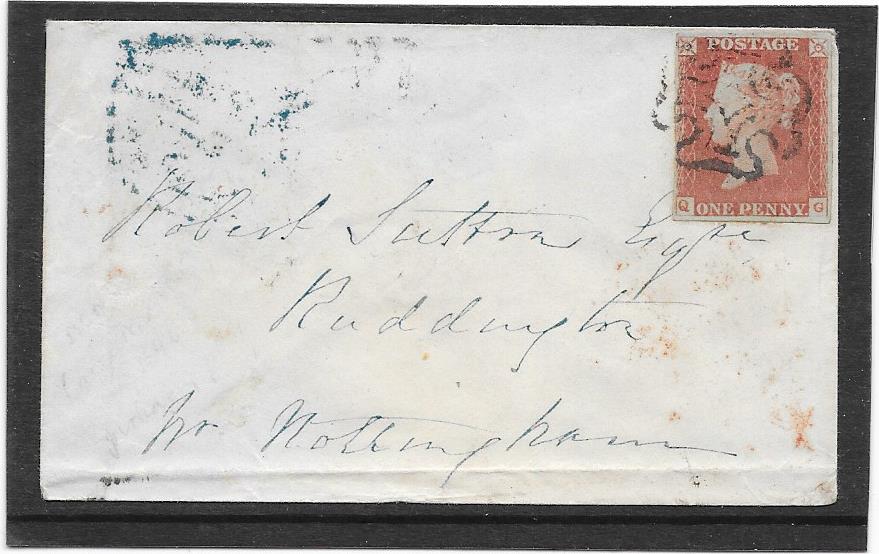 POSTAGE
ONE PENNY
Q G
Robert Sutton Esqre
Ruddington
Nr. Nottingham